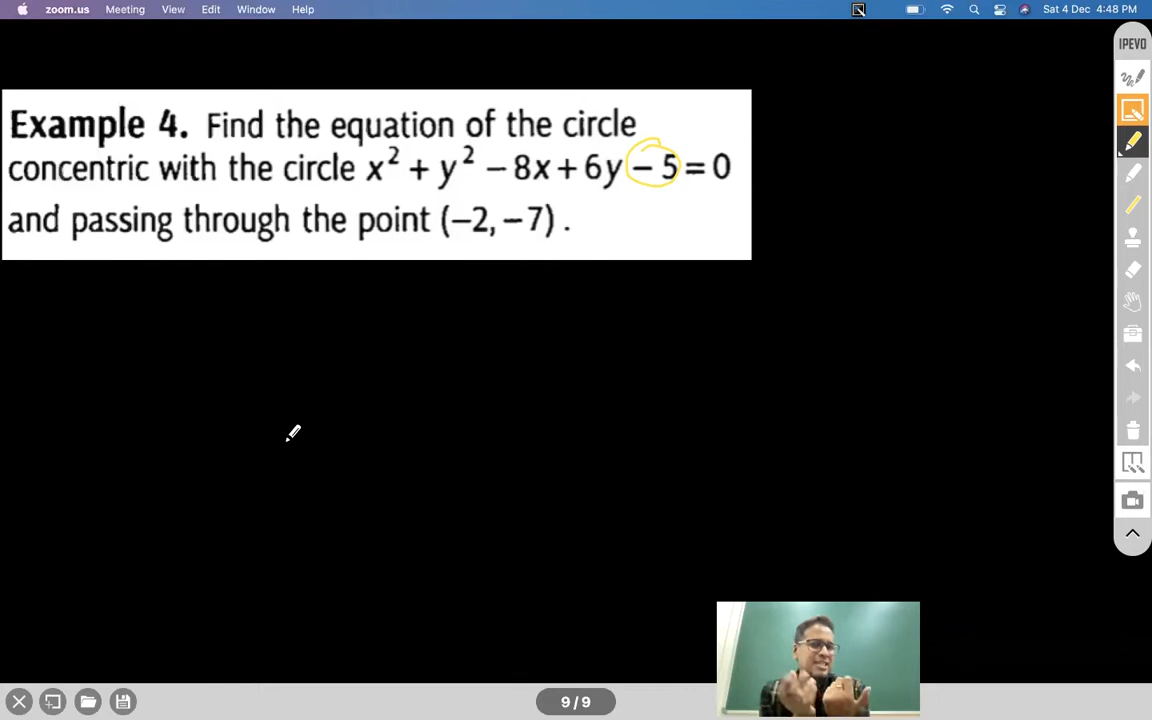 zoom.us Meeting View Edit Window Help Sat 4 Dec 4:48 PM
IPEVO
Example 4. Find the equation of the circle
concentric with the circle x² + y² − 8x + 6y − 5 = 0
and passing through the point (−2, −7) .
9 / 9